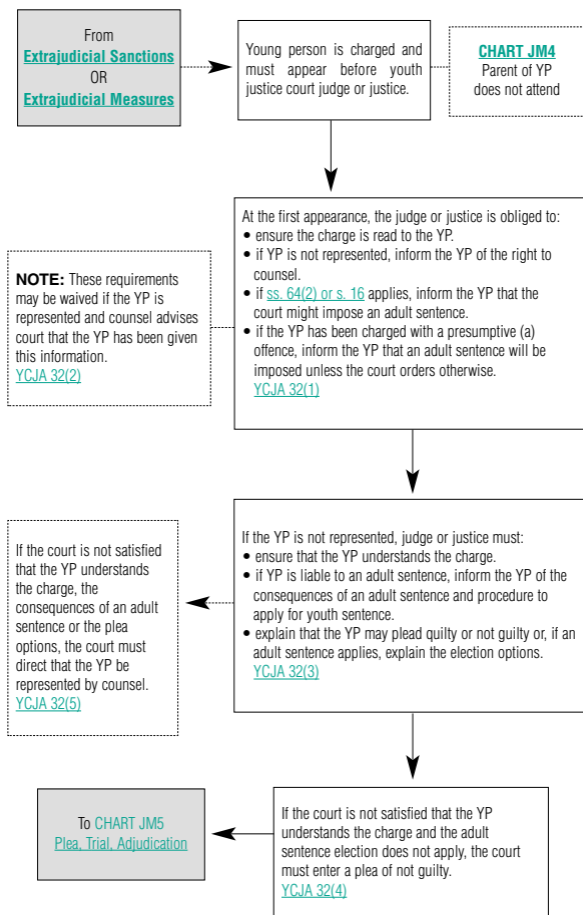 From
Extrajudicial Sanctions
OR
Extrajudicial Measures
Young person is charged and
must appear before youth
justice court judge or justice.
CHART JM4
Parent of YP
does not attend
At the first appearance, the judge or justice is obliged to:
• ensure the charge is read to the YP.
• if YP is not represented, inform the YP of the right to
counsel.
• if ss. 64(2) or s. 16 applies, inform the YP that the
court might impose an adult sentence.
• if the YP has been charged with a presumptive (a)
offence, inform the YP that an adult sentence will be
imposed unless the court orders otherwise.
YCJA 32(1)
NOTE: These requirements
may be waived if the YP is
represented and counsel advises
court that the YP has been given
this information.
YCJA 32(2)
If the YP is not represented, judge or justice must:
• ensure that the YP understands the charge.
• if YP is liable to an adult sentence, inform the YP of the
consequences of an adult sentence and procedure to
apply for youth sentence.
• explain that the YP may plead quilty or not guilty or, if an
adult sentence applies, explain the election options.
YCJA 32(3)
If the court is not satisfied
that the YP understands
the charge, the
consequences of an adult
sentence or the plea
options, the court must
direct that the YP be
represented by counsel.
YCJA 32(5)
If the court is not satisfied that the YP
understands the charge and the adult
sentence election does not apply, the court
must enter a plea of not guilty.
YCJA 32(4)
To CHART JM5
Plea, Trial, Adjudication